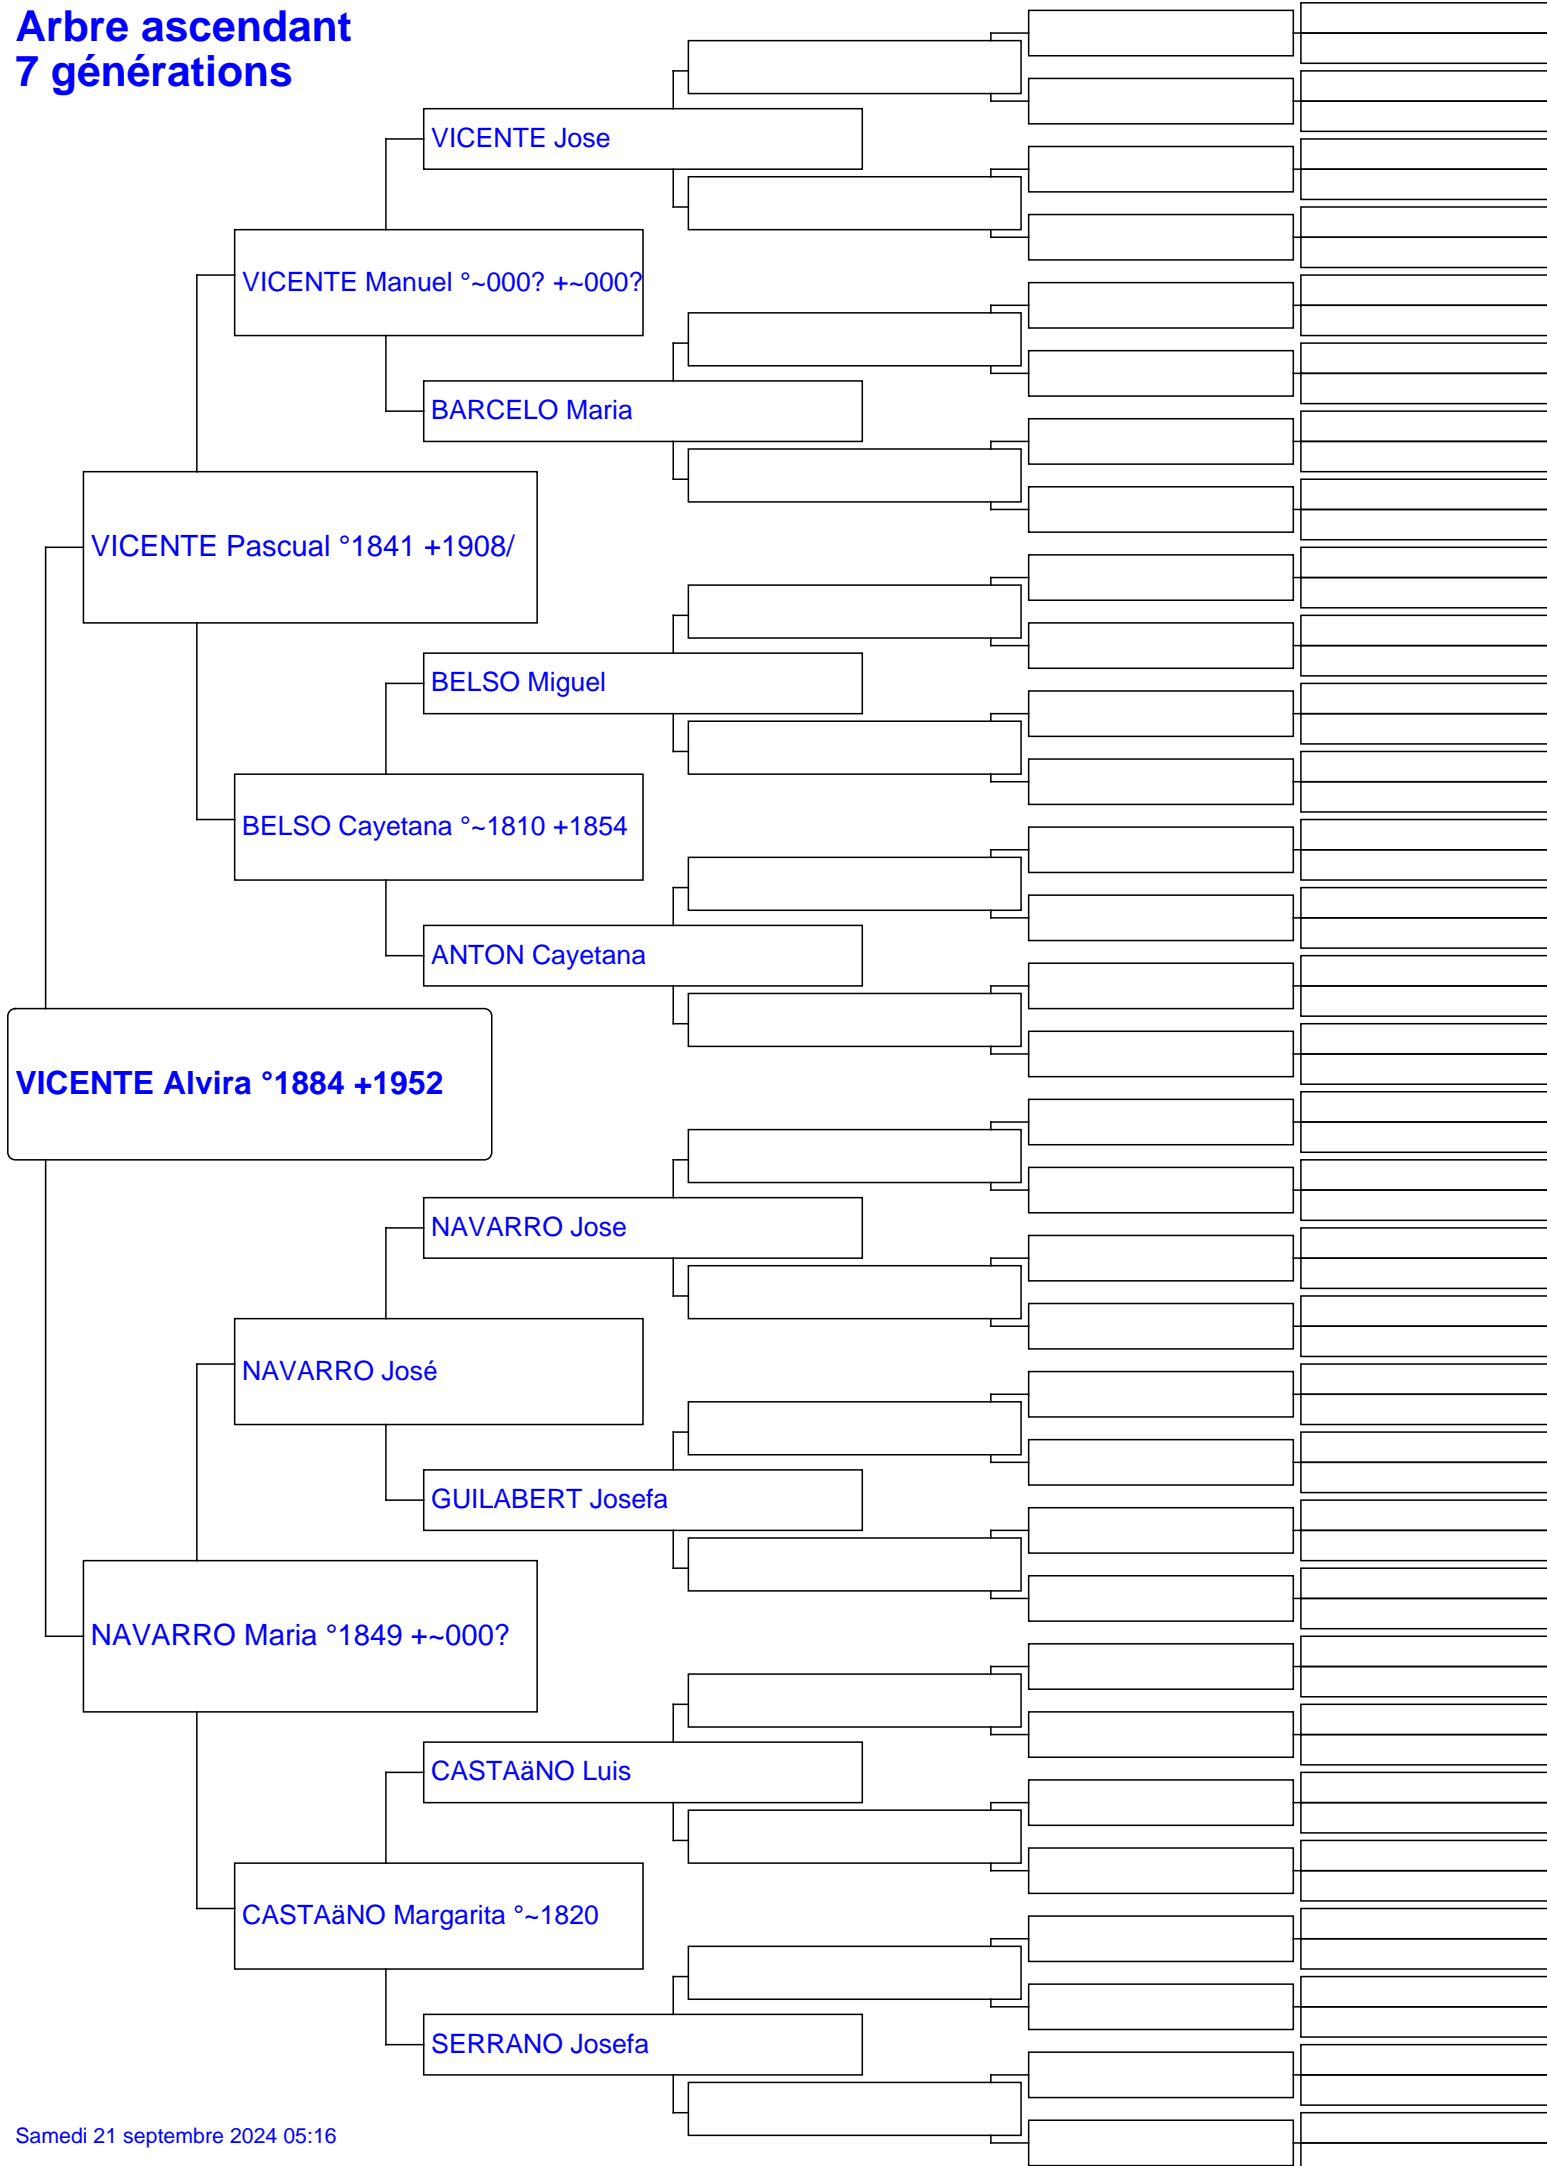 Arbre ascendant
7 générations
VICENTE Jose
VICENTE Manuel °~000? +~000?
BARCELO Maria
VICENTE Pascual °1841 +1908/
BELSO Miguel
BELSO Cayetana °~1810 +1854
ANTON Cayetana
VICENTE Alvira °1884 +1952
NAVARRO Jose
NAVARRO José
GUILABERT Josefa
NAVARRO Maria °1849 +~000?
CASTAäNO Luis
CASTAäNO Margarita °~1820
SERRANO Josefa
Samedi 21 septembre 2024 05:16